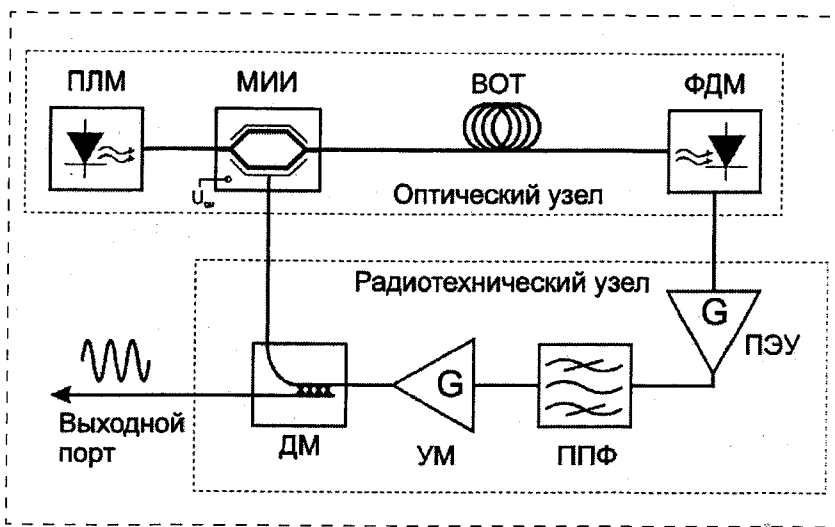 ПЛМ
МИИ
ВОТ
ФДМ
Uсм
Оптический узел
Радиотехнический узел
G
ПЭУ
G
Выходной
порт
ДМ
УМ
ППФ